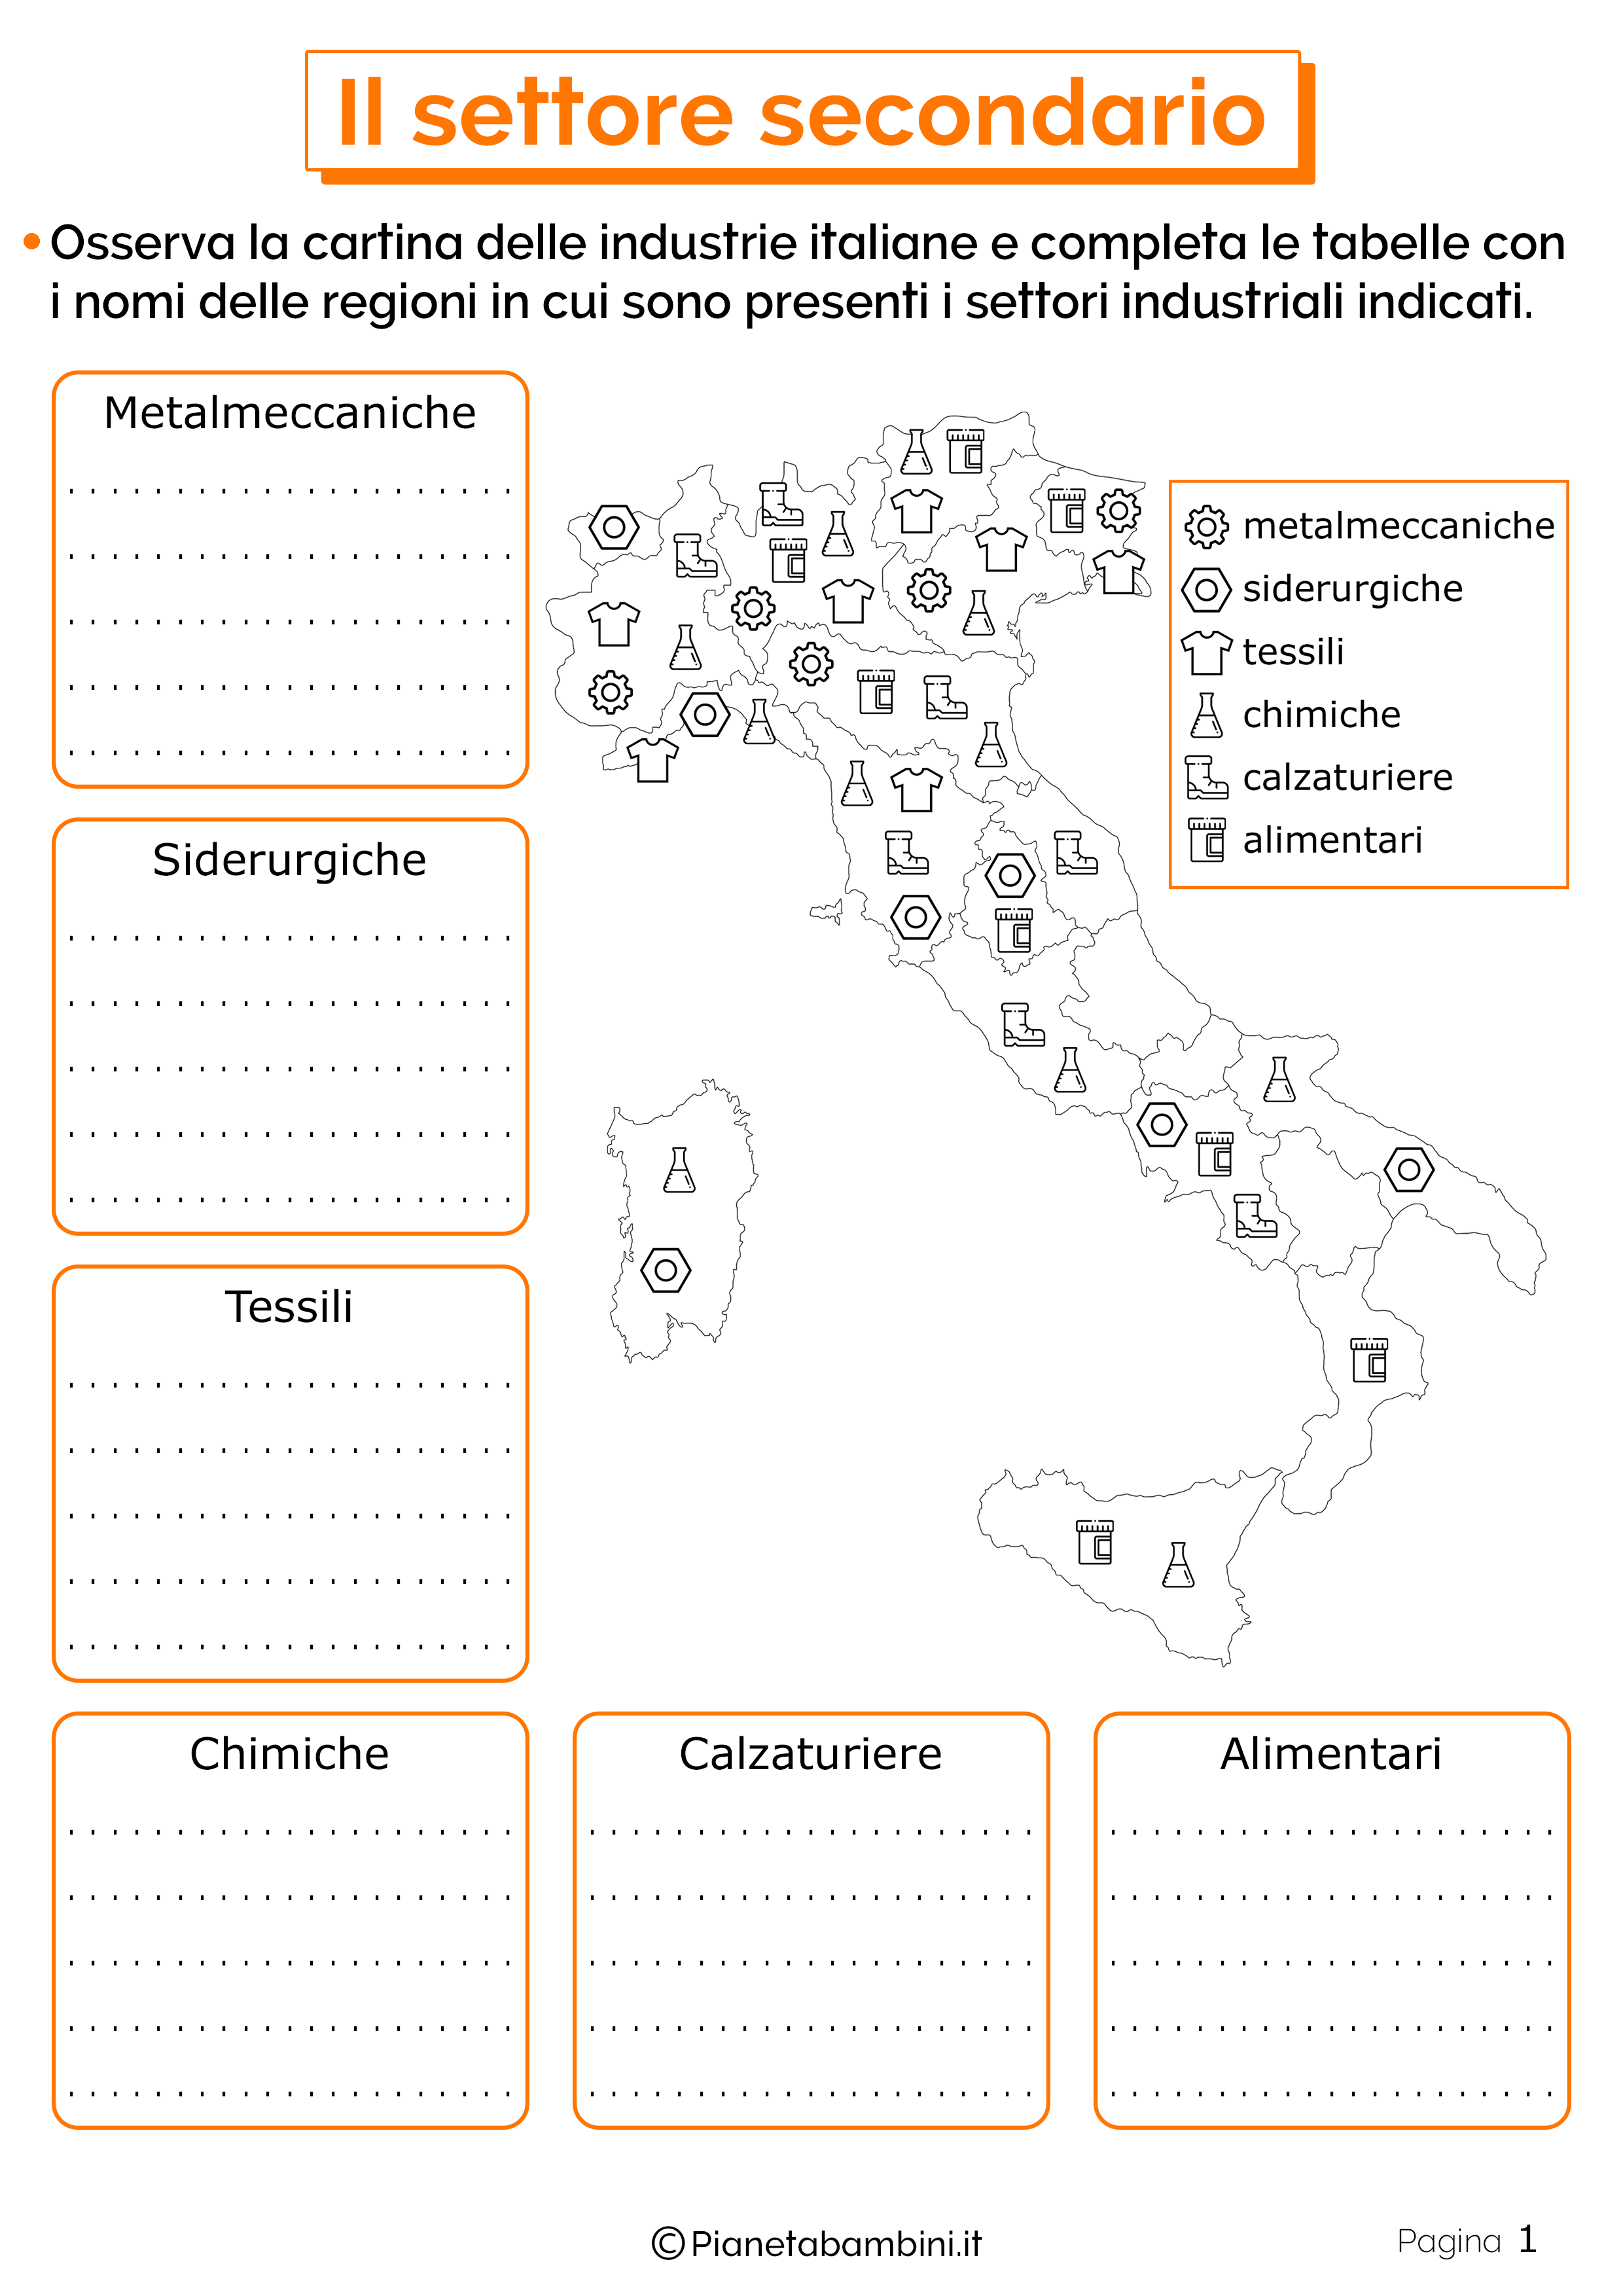 Il settore secondario
• Osserva la cartina delle industrie italiane e completa le tabelle con
i nomi delle regioni in cui sono presenti i settori industriali indicati.
Metalmeccaniche
metalmeccaniche
siderurgiche
tessili
chimiche
calzaturiere
alimentari
Siderurgiche
Tessili
Chimiche
Calzaturiere
Alimentari
©Pianetabambini.it
Pagina 1